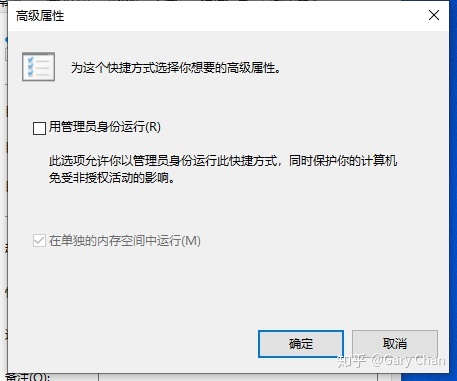 高级属性
为这个快捷方式选择你想要的高级属性。
用管理员身份运行(R)
此选项允许你以管理员身份运行此快捷方式，同时保护你的计算机
免受非授权活动的影响。
在单独的内存空间中运行(M)
确定
取消
知乎 @Gary Chan
备注(O):